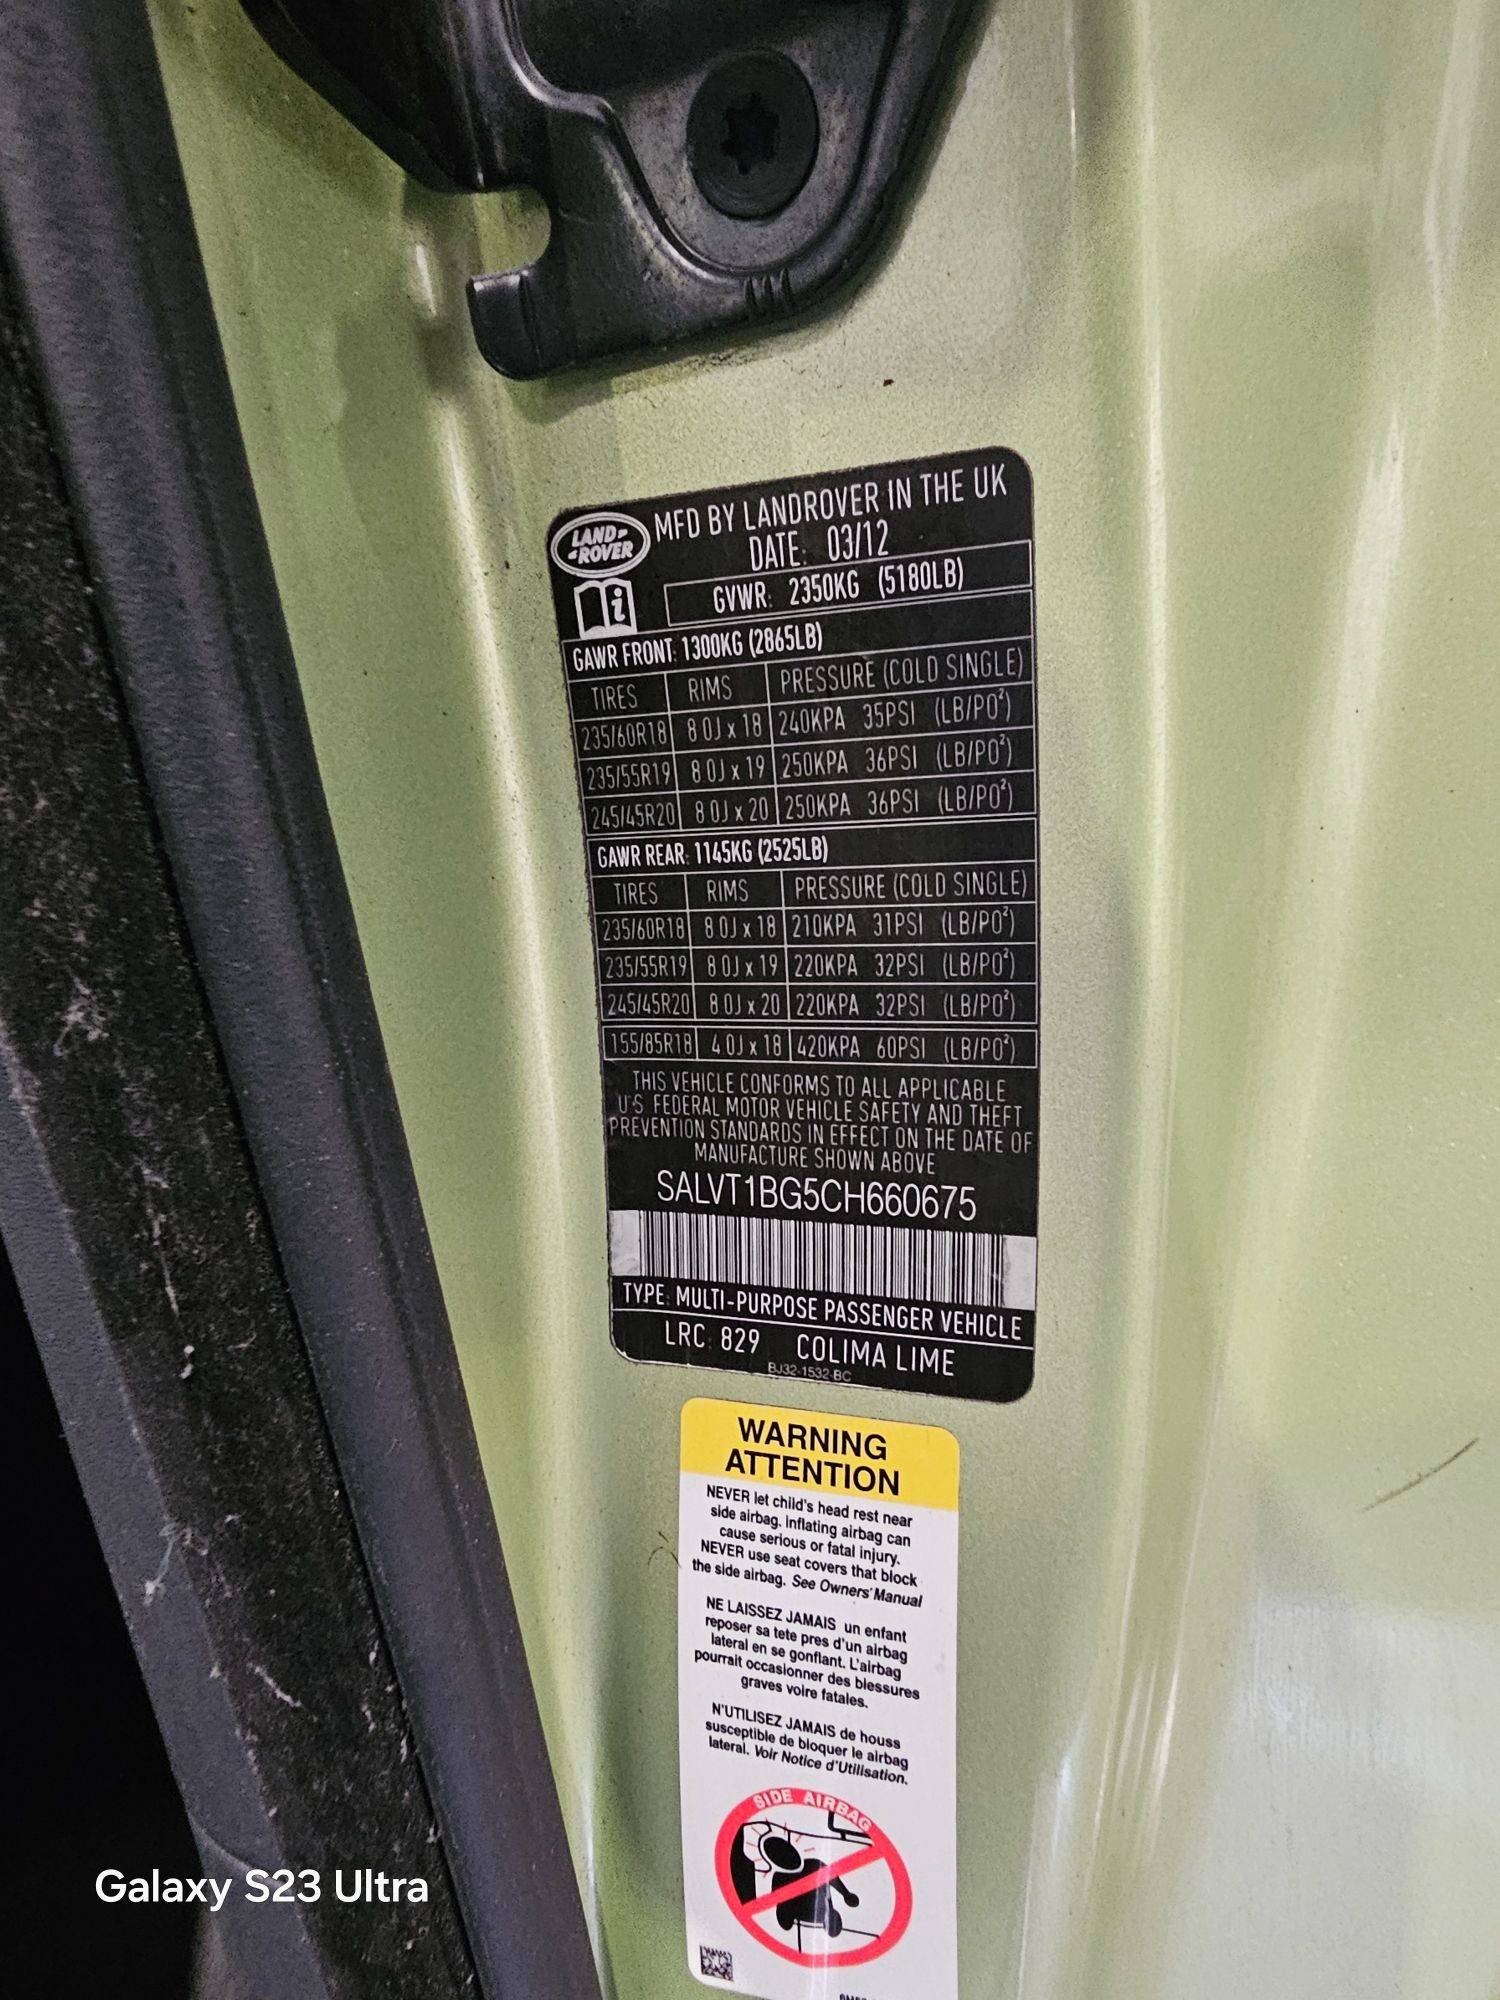 LAND-
-ROVER
MFD BY LANDROVER IN THE UK
DATE: 03/12
i
GVWR: 2350KG (5180LB)
GAWR FRONT: 1300KG (2865LB)
TIRES RIMS PRESSURE (COLD SINGLE)
235/60R18 8.0J x 18 240KPA 35PSI (LB/PO²)
235/55R19 8.0J x 19 250KPA 36PSI (LB/PO²)
245/45R20 8.0J x 20 250KPA 36PSI (LB/PO²)
GAWR REAR: 1145KG (2525LB)
TIRES RIMS PRESSURE (COLD SINGLE)
235/60R18 8.0J x 18 210KPA 31PSI (LB/PO²)
235/55R19 8.0J x 19 220KPA 32PSI (LB/PO²)
245/45R20 8.0J x 20 220KPA 32PSI (LB/PO²)
155/85R18 4.0J x 18 420KPA 60PSI (LB/PO²)
THIS VEHICLE CONFORMS TO ALL APPLICABLE
U.S. FEDERAL MOTOR VEHICLE SAFETY AND THEFT
PREVENTION STANDARDS IN EFFECT ON THE DATE OF
MANUFACTURE SHOWN ABOVE
SALVT1BG5CH660675
TYPE: MULTI-PURPOSE PASSENGER VEHICLE
LRC: 829 COLIMA LIME
BJ32-1532-BC
WARNING
ATTENTION
NEVER let child's head rest near
side airbag. Inflating airbag can
cause serious or fatal injury.
NEVER use seat covers that block
the side airbag. See Owners' Manual
NE LAISSEZ JAMAIS un enfant
reposer sa tete pres d'un airbag
lateral en se gonflant. L'airbag
pourrait occasionner des blessures
graves voire fatales.
N'UTILISEZ JAMAIS de houss
susceptible de bloquer le airbag
lateral. Voir Notice d'Utilisation.
SIDE AIRBAG
Galaxy S23 Ultra